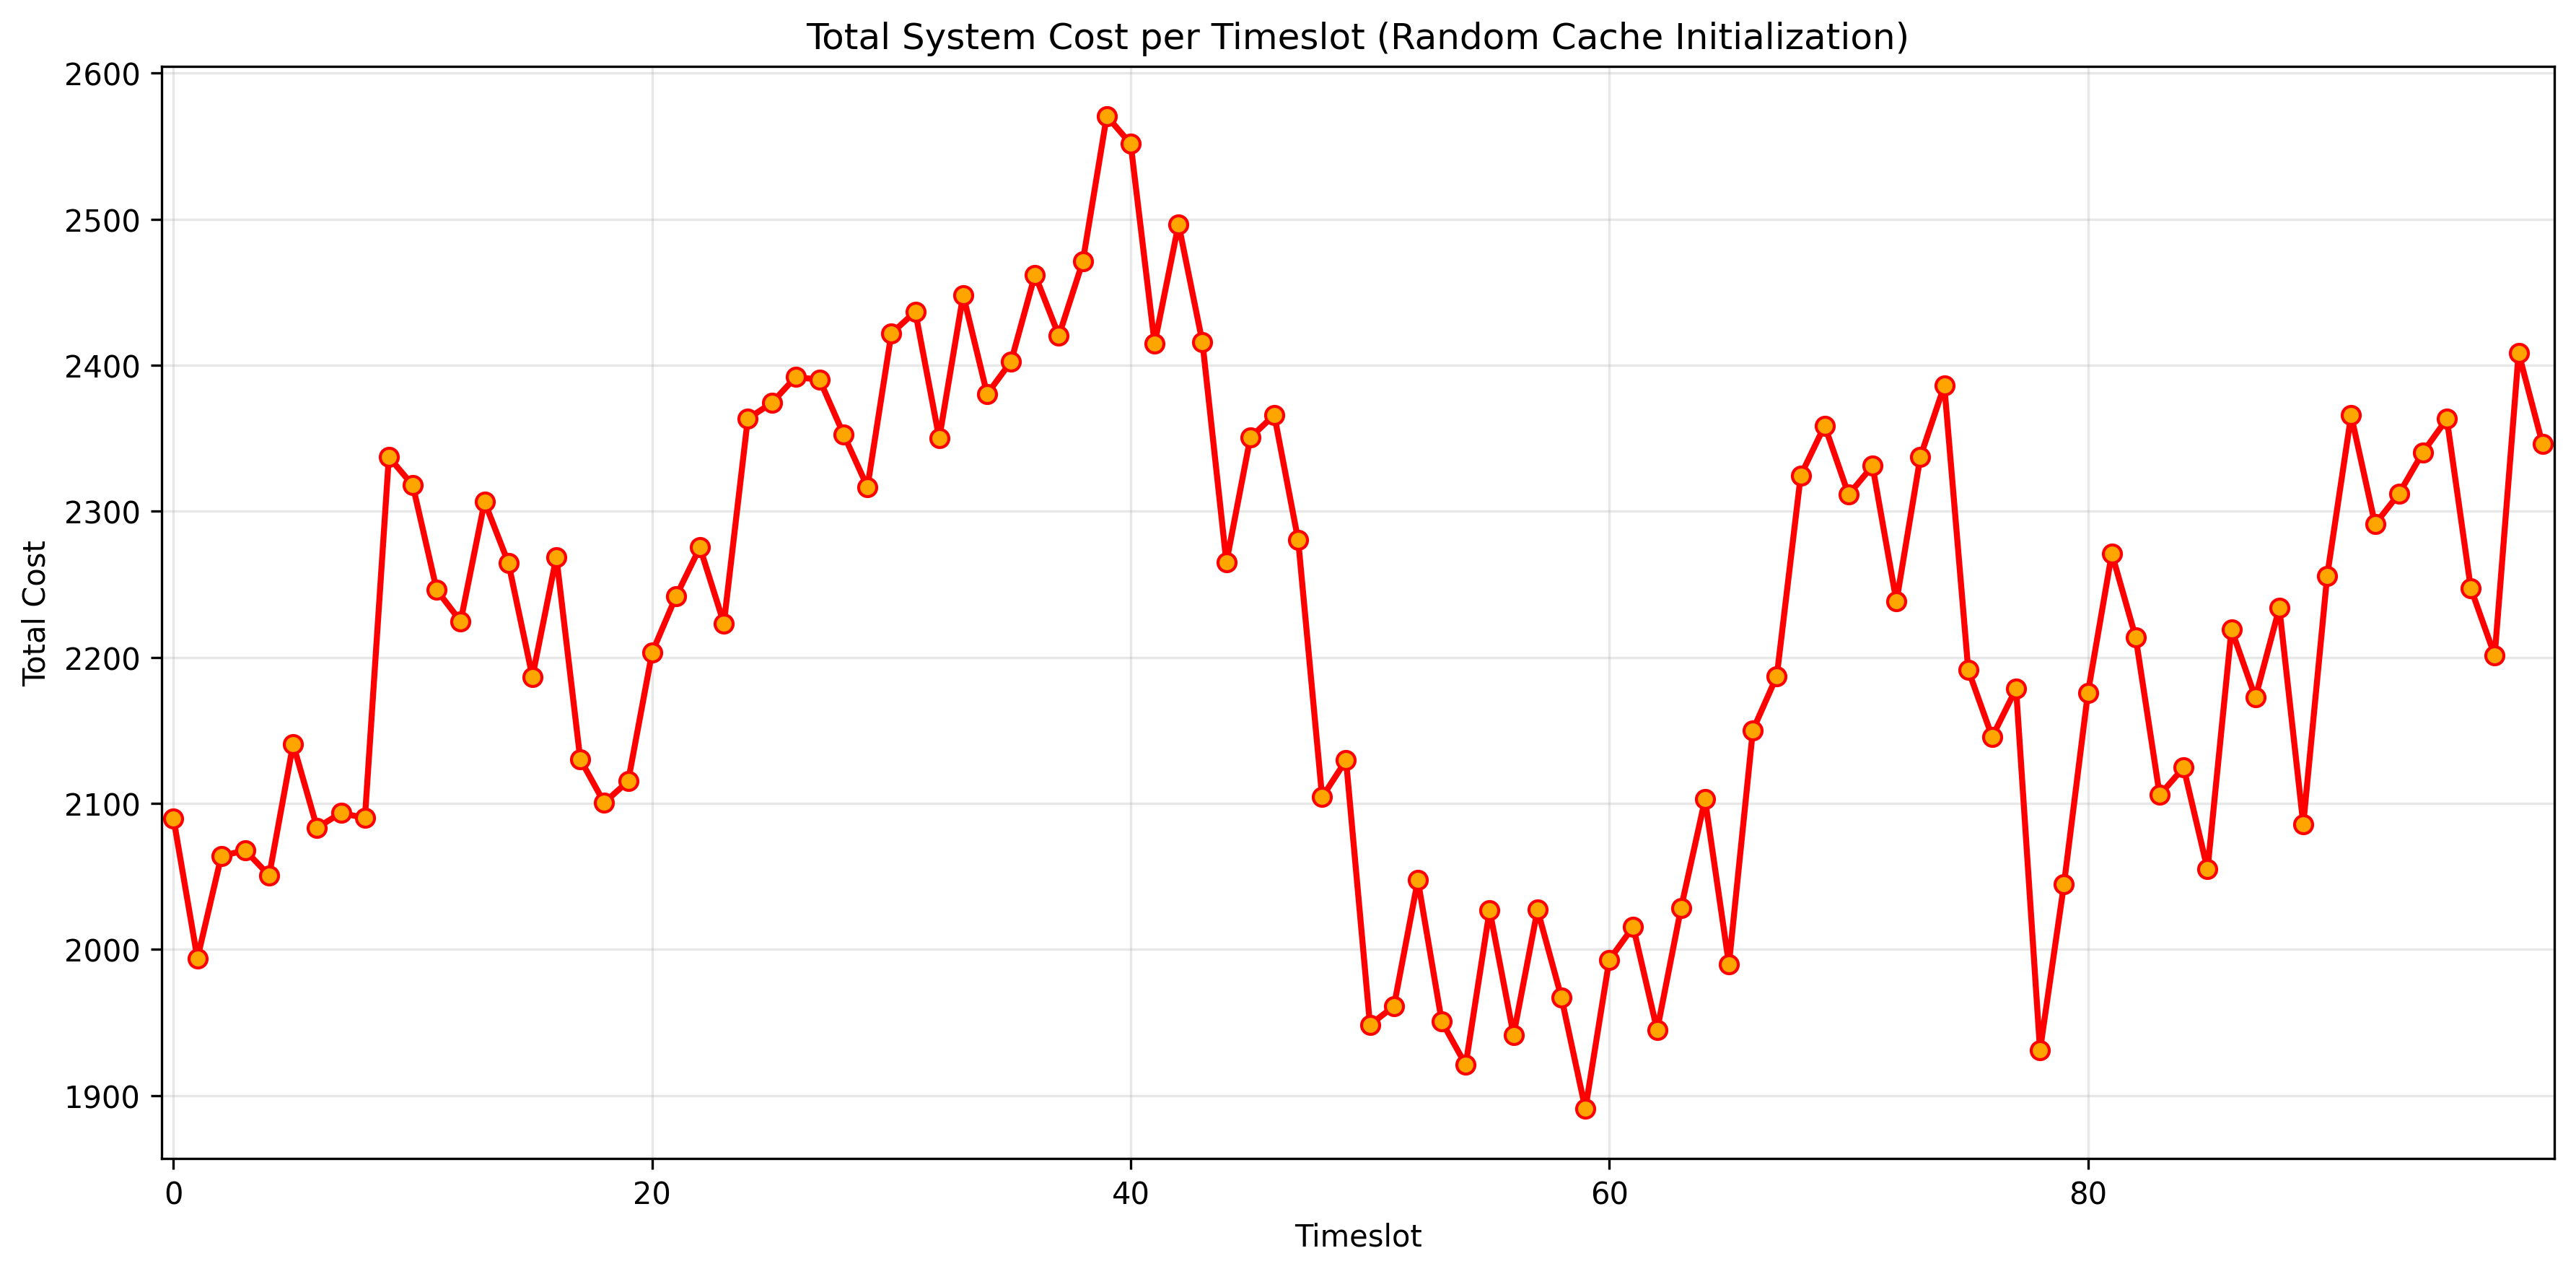 Total System Cost per Timeslot (Random Cache Initialization)
2600
2500
2400
2300
2200
2100
2000
1900
Total Cost
0 20 40 60 80
Timeslot